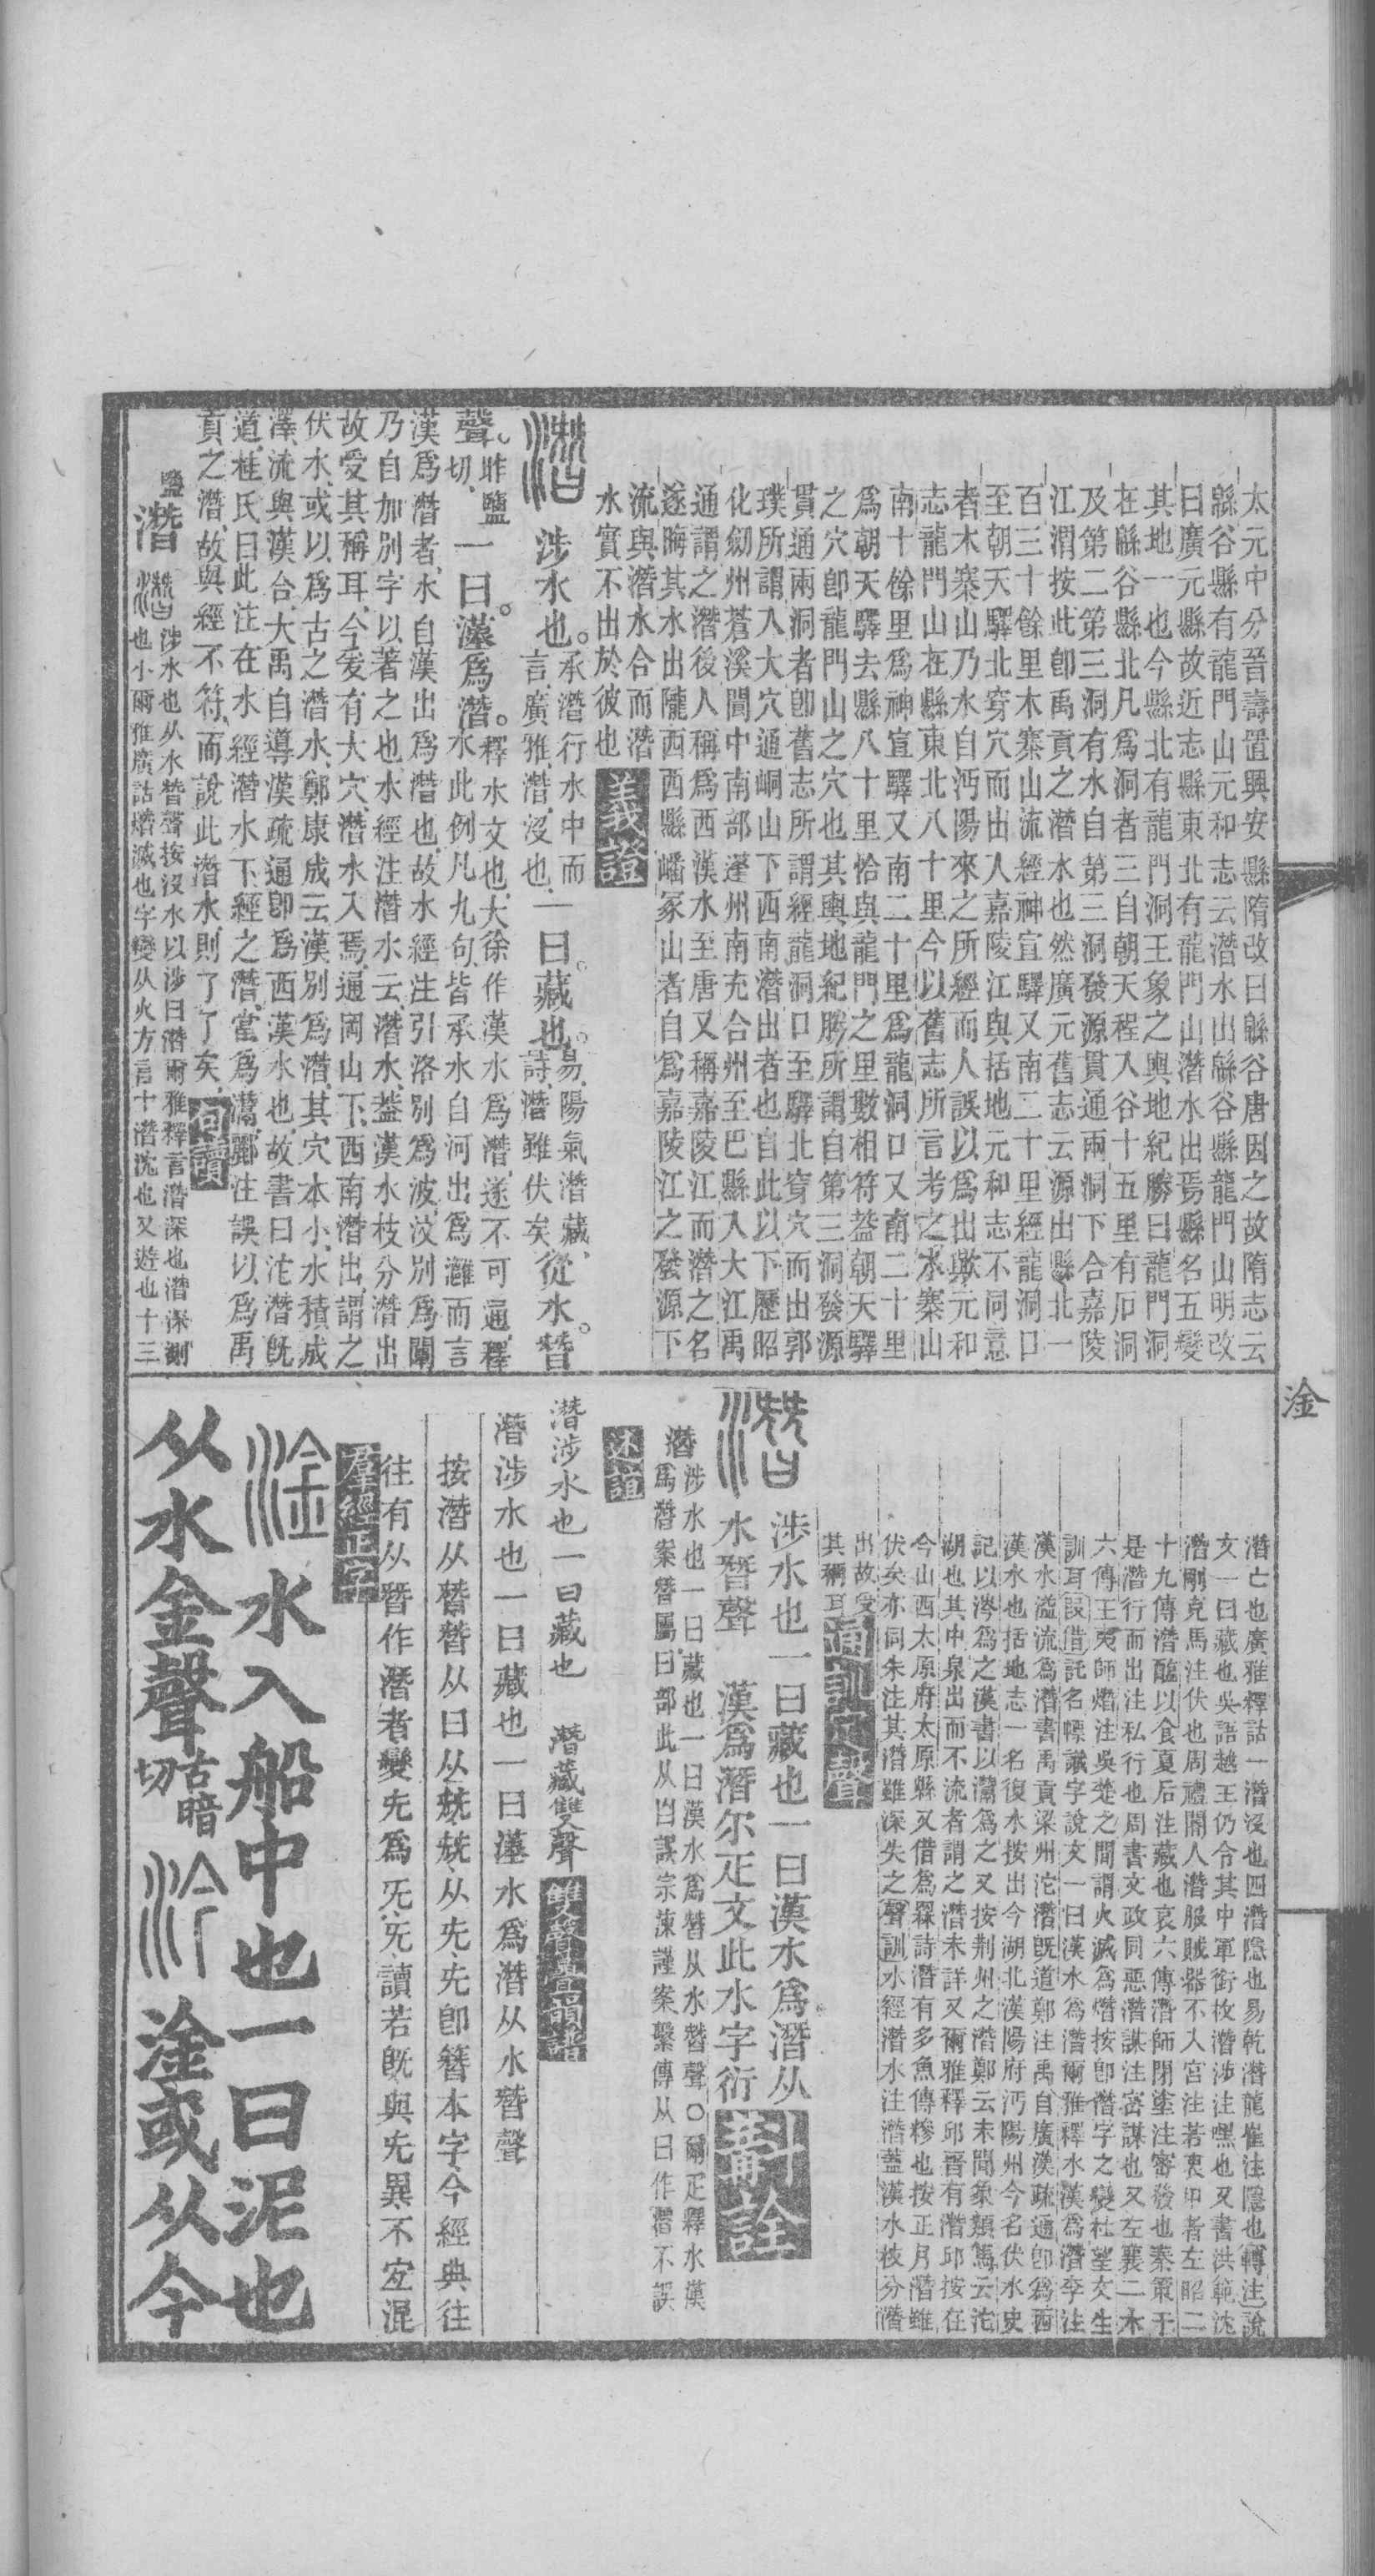 太元中分晉壽置興安縣隋改曰緜谷唐因之故隋志云
緜谷縣有龍門山元和志云潛水出緜谷縣龍門山明改
曰廣元縣故近志縣東北有龍門山潛水出焉縣名五變
其地一也今縣北有龍門洞王象之輿地紀勝曰龍門洞
在緜谷縣北凡爲洞者三自朝天程入谷十五里有石洞
及第二第三洞有水自第三洞發源貫通兩洞下合嘉陵
江渭按此卽禹貢之潛水也然廣元舊志云源出縣北一
百三十餘里木寨山流經神宣驛又南二十里經龍洞口
至朝天驛北穿穴而出入嘉陵江與括地元和志不同意
者木寨山乃水自沔陽來之所經而人誤以爲出歟元和
志龍門山在縣東北八十里今以舊志所言考之木寨山
南十餘里爲神宣驛又南二十里爲龍洞口又南二十里
爲朝天驛去縣八十里恰與龍門之里數相符葢朝天驛
之穴卽龍門山之穴也其輿地紀勝所謂自第三洞發源
貫通兩洞者卽舊志所謂經龍洞口至驛北穿穴而出郭
璞所謂入大穴通峒山下西南潛出者也自此以下歷昭
化劒州蒼溪閬中南部蓬州南充合州至巴縣入大江禹
通謂之潛後人稱爲西漢水至唐又稱嘉陵江而潛之名
遂晦其水出隴西西縣嶓冢山者自爲嘉陵江之發源下
流與潛水合而潛
水實不出於彼也 義證
涉水也。承潛行水中而言、廣雅、潛、沒也、一曰。藏也。易、陽氣潛藏、詩、潛雖伏矣、從水。朁
聲。昨鹽切、一曰。漢爲潛。釋水文也、大徐作漢水爲潛、遂不可通、釋水此例凡九句、皆承水自河出爲灉而言
漢爲潛者、水自漢出爲潛也、故水經注引洛別爲波、汶別爲闡
乃自加別字以著之也、水經注潛水云、潛水、葢漢水枝分潛出
故受其稱耳、今爰有大穴、潛水入焉、通岡山下、西南潛出、謂之
伏水、或以爲古之潛水、鄭康成云、漢別爲潛、其穴本小、水積成
澤、流與漢合、大禹自導漢疏通、卽爲西漢水也、故書曰沱潛旣
道、桂氏曰此注在水經潛水下、經之潛、當爲灊、酈注誤以爲禹
貢之潛、故與經不符、而說此潛水、則了了矣、句讀
鹽 潛 涉水也从水朁聲按沒水以涉曰潛爾雅釋言潛深也潛深測也小爾雅廣詁熸滅也字變从火方言十潛沈也又遊也十三
淦
潛亡也廣雅釋詁一潛沒也四潛隱也易乾潛龍崔注隱也轉注說
文一曰藏也吳語越王仍令其中軍銜枚潛涉注嘿也又書洪範沈
潛剛克馬注伏也周禮閽人潛服賊器不入宮注若衷甲者左昭二
十九傳潛醢以食夏后注藏也哀六傳潛師閉塗注密發也秦策于
是潛行而出注私行也周書文政同惡潛謀注密謀也又左襄二木
六傳王夷師熸注吳楚之間謂火滅爲熸按卽潛字之變杜望文生
訓耳假借託名幖識字說文一曰漢水爲潛爾雅釋水漢爲潛李注
漢水溢流爲潛書禹貢梁州沱潛旣道鄭注禹自廣漢疏通卽爲西
漢水也括地志一名復水按出今湖北漢陽府沔陽州今名伏水史
記以涔爲之漢書以灊爲之又按荆州之潛鄭云未聞象類馬云沱
湖也其中泉出而不流者謂之潛未詳又爾雅釋邱晉有潛邱按在
今山西太原府太原縣又借爲罧詩潛有多魚傳糝也按正月潛雖
伏矣亦同朱注其潛雖深失之聲訓水經潛水注潛葢漢水枝分潛
出故受
其稱耳 通訓定聲
涉水也一曰藏也一曰漢水爲潛从
水朁聲 漢爲潛尔疋文此水字衍 斠詮
潛涉水也一曰藏也一曰漢水爲朁从水朁聲○爾疋釋水漢
爲潛案朁屬曰部此从㕣誤宗涑謹案繫傳从曰作㵎不誤
述誼
潛涉水也一曰藏也 潛藏雙聲 雙聲疊韻譜
潛涉水也一曰藏也一曰漢水爲潛从水朁聲
按潛从朁朁从曰从兟兟从兂兂卽簪本字今經典往
往有从朁作潛者變兂爲旡旡讀若旣與兂異不宜混
羣經正字
水入船中也一曰泥也
从水金聲古暗切 淦或从今